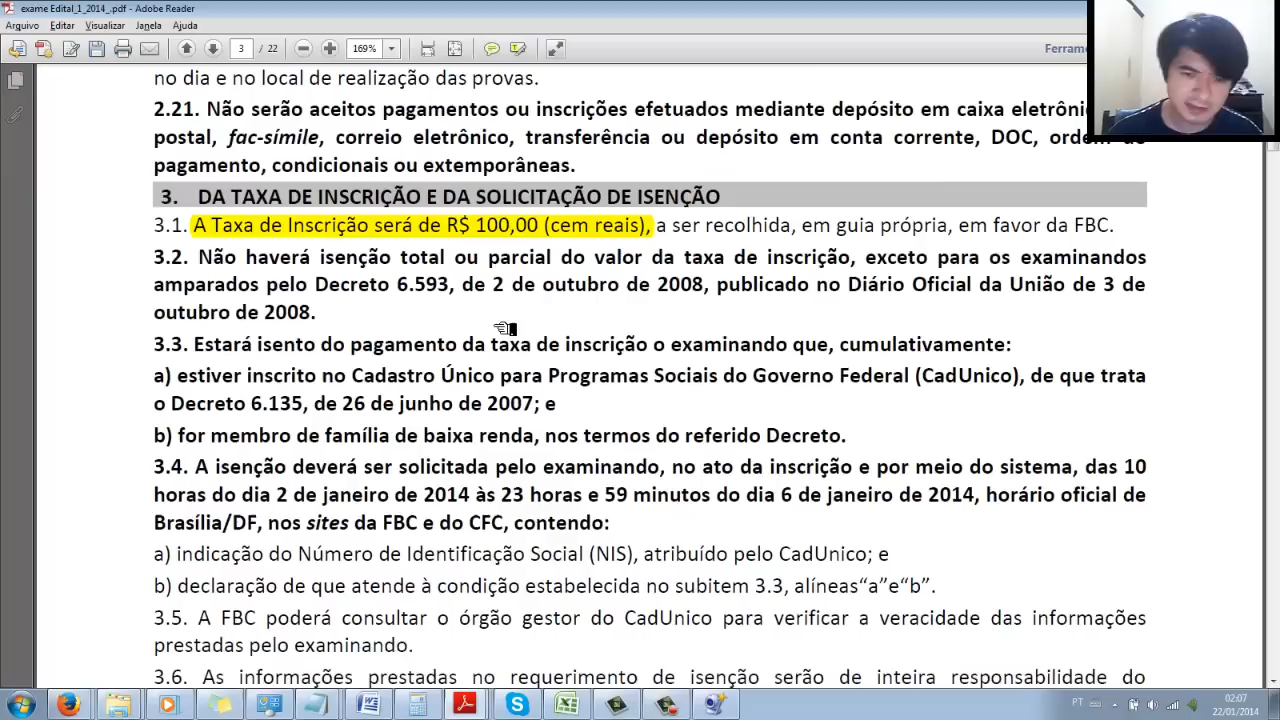 exame Edital_1_2014_.pdf - Adobe Reader
Arquivo Editar Visualizar Janela Ajuda
3 / 22 169% Ferram
no dia e no local de realização das provas.
2.21. Não serão aceitos pagamentos ou inscrições efetuados mediante depósito em caixa eletrôni
postal, fac-símile, correio eletrônico, transferência ou depósito em conta corrente, DOC, ordem de
pagamento, condicionais ou extemporâneas.
3. DA TAXA DE INSCRIÇÃO E DA SOLICITAÇÃO DE ISENÇÃO
3.1. A Taxa de Inscrição será de R$ 100,00 (cem reais), a ser recolhida, em guia própria, em favor da FBC.
3.2. Não haverá isenção total ou parcial do valor da taxa de inscrição, exceto para os examinandos
amparados pelo Decreto 6.593, de 2 de outubro de 2008, publicado no Diário Oficial da União de 3 de
outubro de 2008.
3.3. Estará isento do pagamento da taxa de inscrição o examinando que, cumulativamente:
a) estiver inscrito no Cadastro Único para Programas Sociais do Governo Federal (CadUnico), de que trata
o Decreto 6.135, de 26 de junho de 2007; e
b) for membro de família de baixa renda, nos termos do referido Decreto.
3.4. A isenção deverá ser solicitada pelo examinando, no ato da inscrição e por meio do sistema, das 10
horas do dia 2 de janeiro de 2014 às 23 horas e 59 minutos do dia 6 de janeiro de 2014, horário oficial de
Brasília/DF, nos sites da FBC e do CFC, contendo:
a) indicação do Número de Identificação Social (NIS), atribuído pelo CadUnico; e
b) declaração de que atende à condição estabelecida no subitem 3.3, alíneas“a”e“b”.
3.5. A FBC poderá consultar o órgão gestor do CadUnico para verificar a veracidade das informações
prestadas pelo examinando.
3.6. As informações prestadas no requerimento de isenção serão de inteira responsabilidade do
PT 02:07
22/01/2014